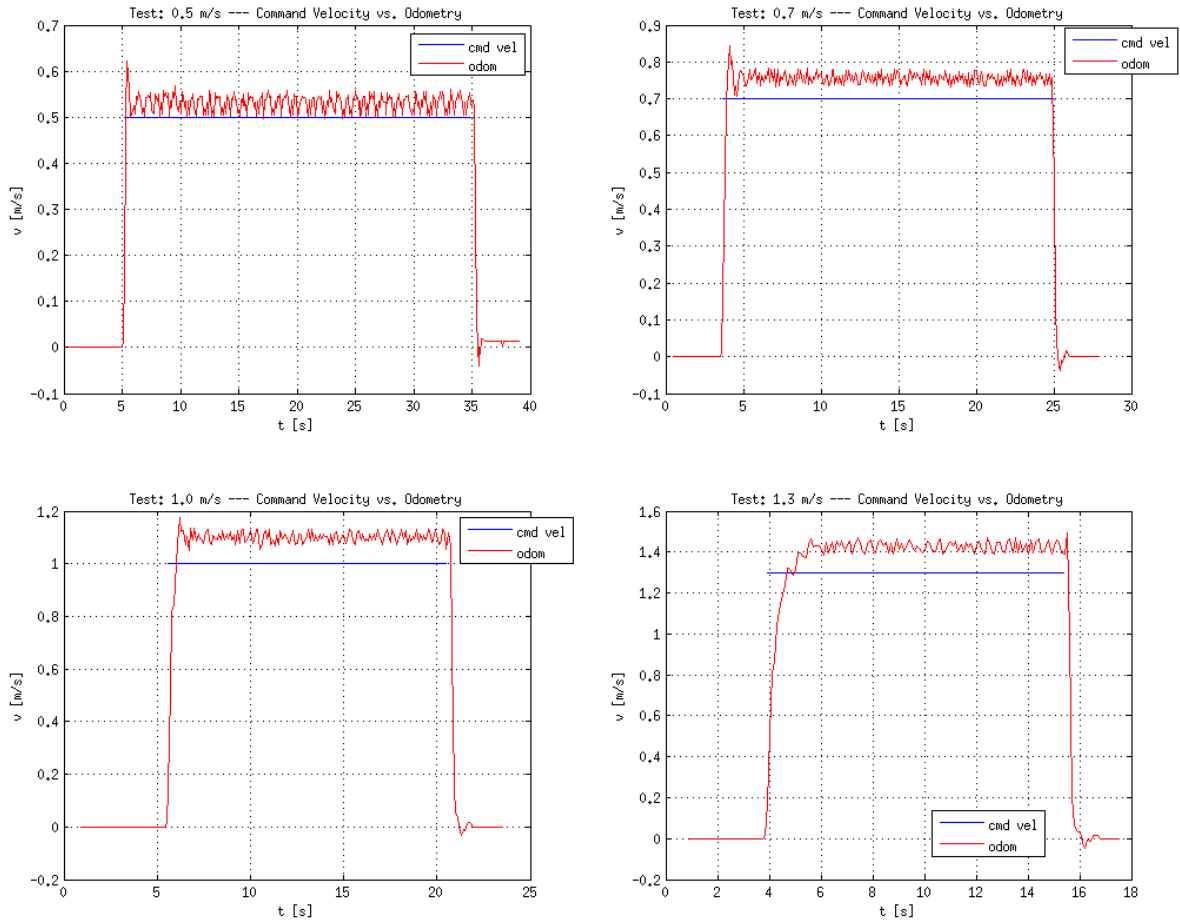 Test: 0.5 m/s --- Command Velocity vs. Odometry
0.7
0.6
0.5
0.4
0.3
0.2
0.1
0
-0.1
v [m/s]
cmd vel
odom
0 5 10 15 20 25 30 35 40
t [s]
Test: 0.7 m/s --- Command Velocity vs. Odometry
0.9
0.8
0.7
0.6
0.5
0.4
0.3
0.2
0.1
0
-0.1
v [m/s]
cmd vel
odom
0 5 10 15 20 25 30
t [s]
Test: 1.0 m/s --- Command Velocity vs. Odometry
1.2
1
0.8
0.6
0.4
0.2
0
-0.2
v [m/s]
cmd vel
odom
0 5 10 15 20 25
t [s]
Test: 1.3 m/s --- Command Velocity vs. Odometry
1.6
1.4
1.2
1
0.8
0.6
0.4
0.2
0
-0.2
v [m/s]
cmd vel
odom
0 2 4 6 8 10 12 14 16 18
t [s]